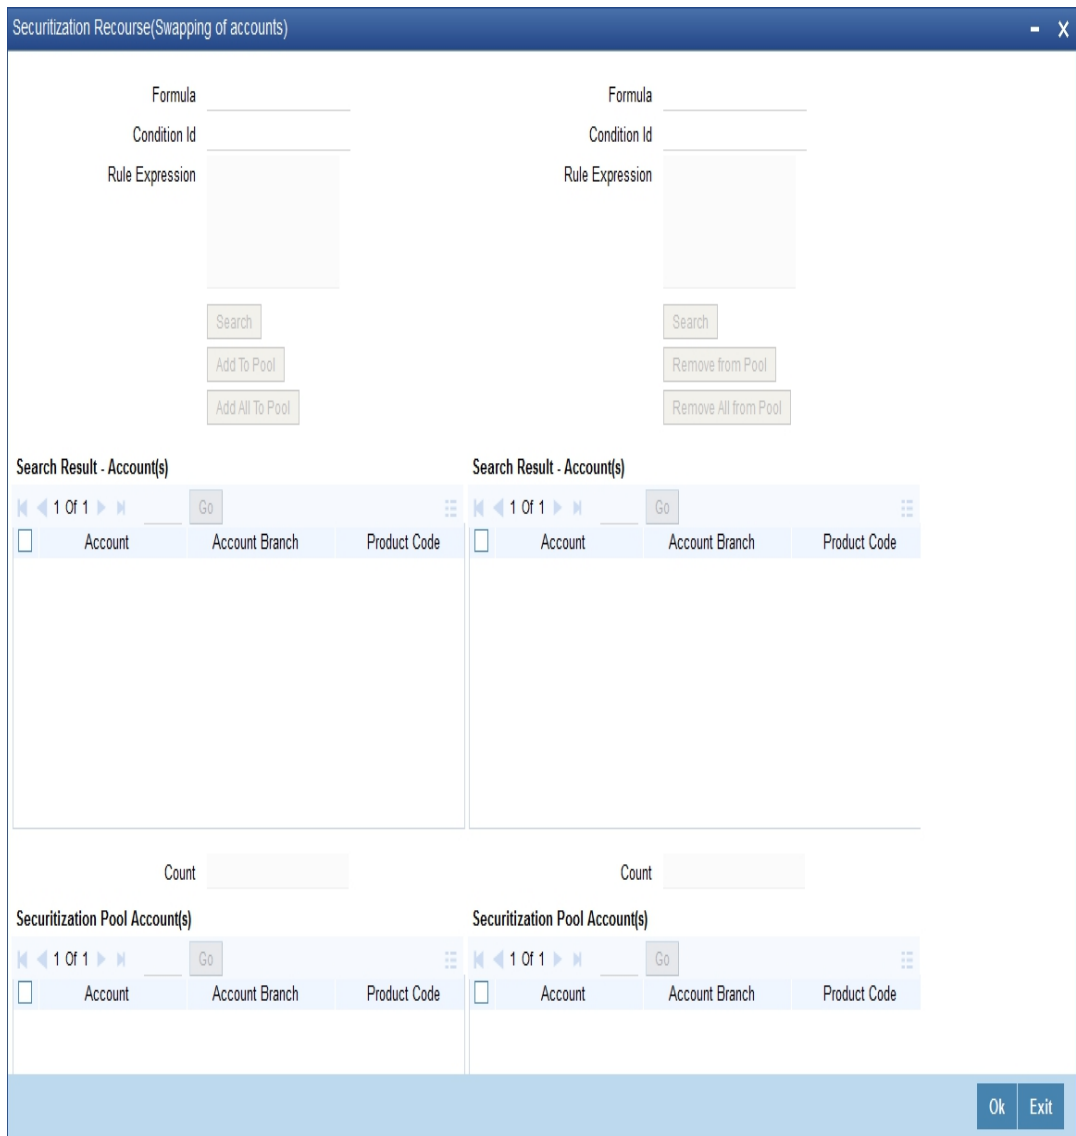 Securitization Recourse(Swapping of accounts)
Formula
Condition Id
Rule Expression
Search
Add To Pool
Add All To Pool
Formula
Condition Id
Rule Expression
Search
Remove from Pool
Remove All from Pool
Search Result - Account(s)
1 Of 1 Go
Account Account Branch Product Code
Search Result - Account(s)
1 Of 1 Go
Account Account Branch Product Code
Count
Count
Securitization Pool Account(s)
1 Of 1 Go
Account Account Branch Product Code
Securitization Pool Account(s)
1 Of 1 Go
Account Account Branch Product Code
Ok Exit